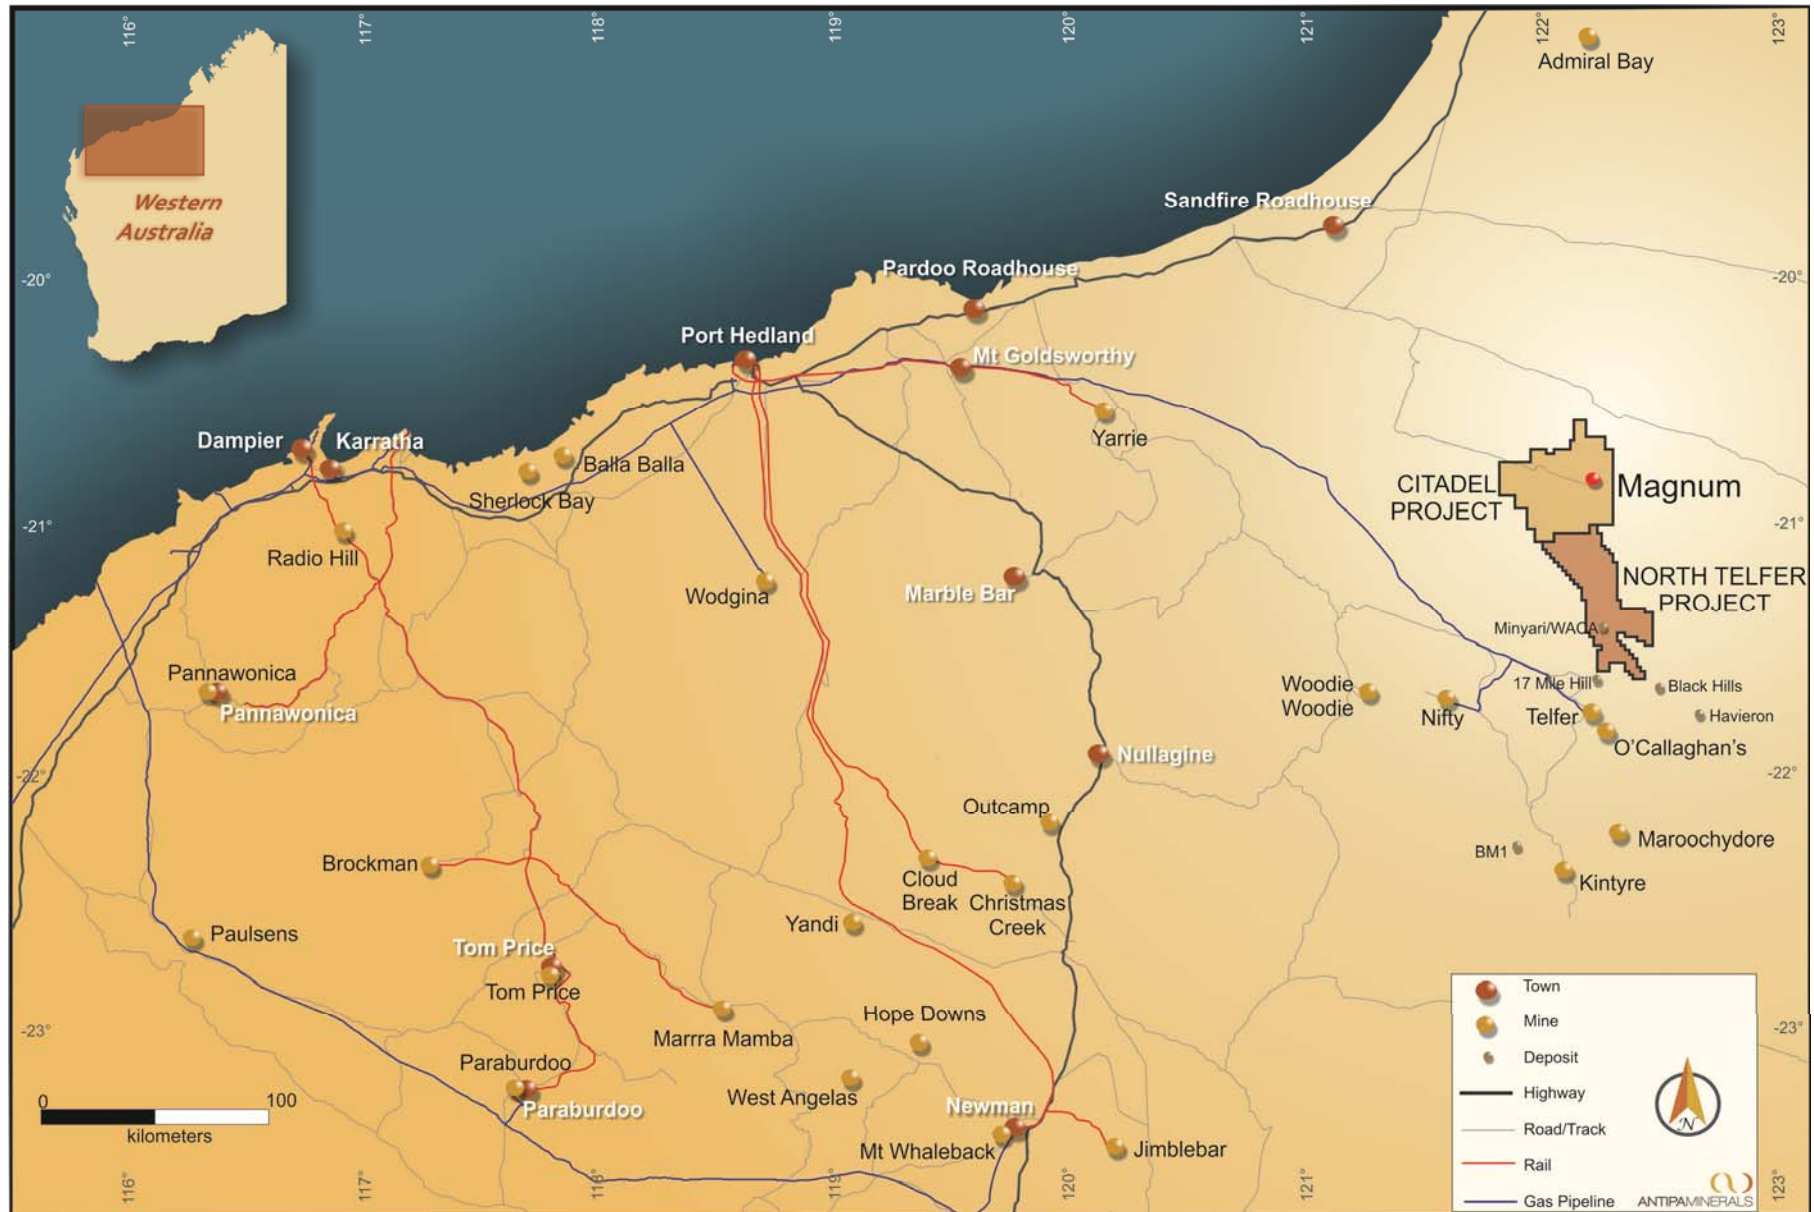 116°
117°
118°
119°
120°
121°
122°
123°
Admiral Bay
Western
Australia
Sandfire Roadhouse
-20°
-20°
Pardoo Roadhouse
Port Hedland
Mt Goldsworthy
Dampier
Karratha
Yarrie
Balla Balla
Sherlock Bay
CITADEL
PROJECT
Magnum
-21°
-21°
Radio Hill
Wodgina
Marble Bar
NORTH TELFER
PROJECT
Minyari/WACA
Pannawonica
Pannawonica
Woodie
Woodie
Nifty
17 Mile Hill
Black Hills
Telfer
Havieron
O'Callaghan's
Nullagine
-22°
-22°
Outcamp
Maroochydore
BM1
Kintyre
Brockman
Cloud
Break
Christmas
Creek
Yandi
Paulsens
Tom Price
Tom Price
Hope Downs
Marrra Mamba
-23°
-23°
Paraburdoo
Paraburdoo
West Angelas
Newman
Mt Whaleback
Jimblebar
0 100
kilometers
Town
Mine
Deposit
Highway
Road/Track
Rail
Gas Pipeline
N
ANTIPAMINERALS
116°
117°
118°
119°
120°
121°
123°